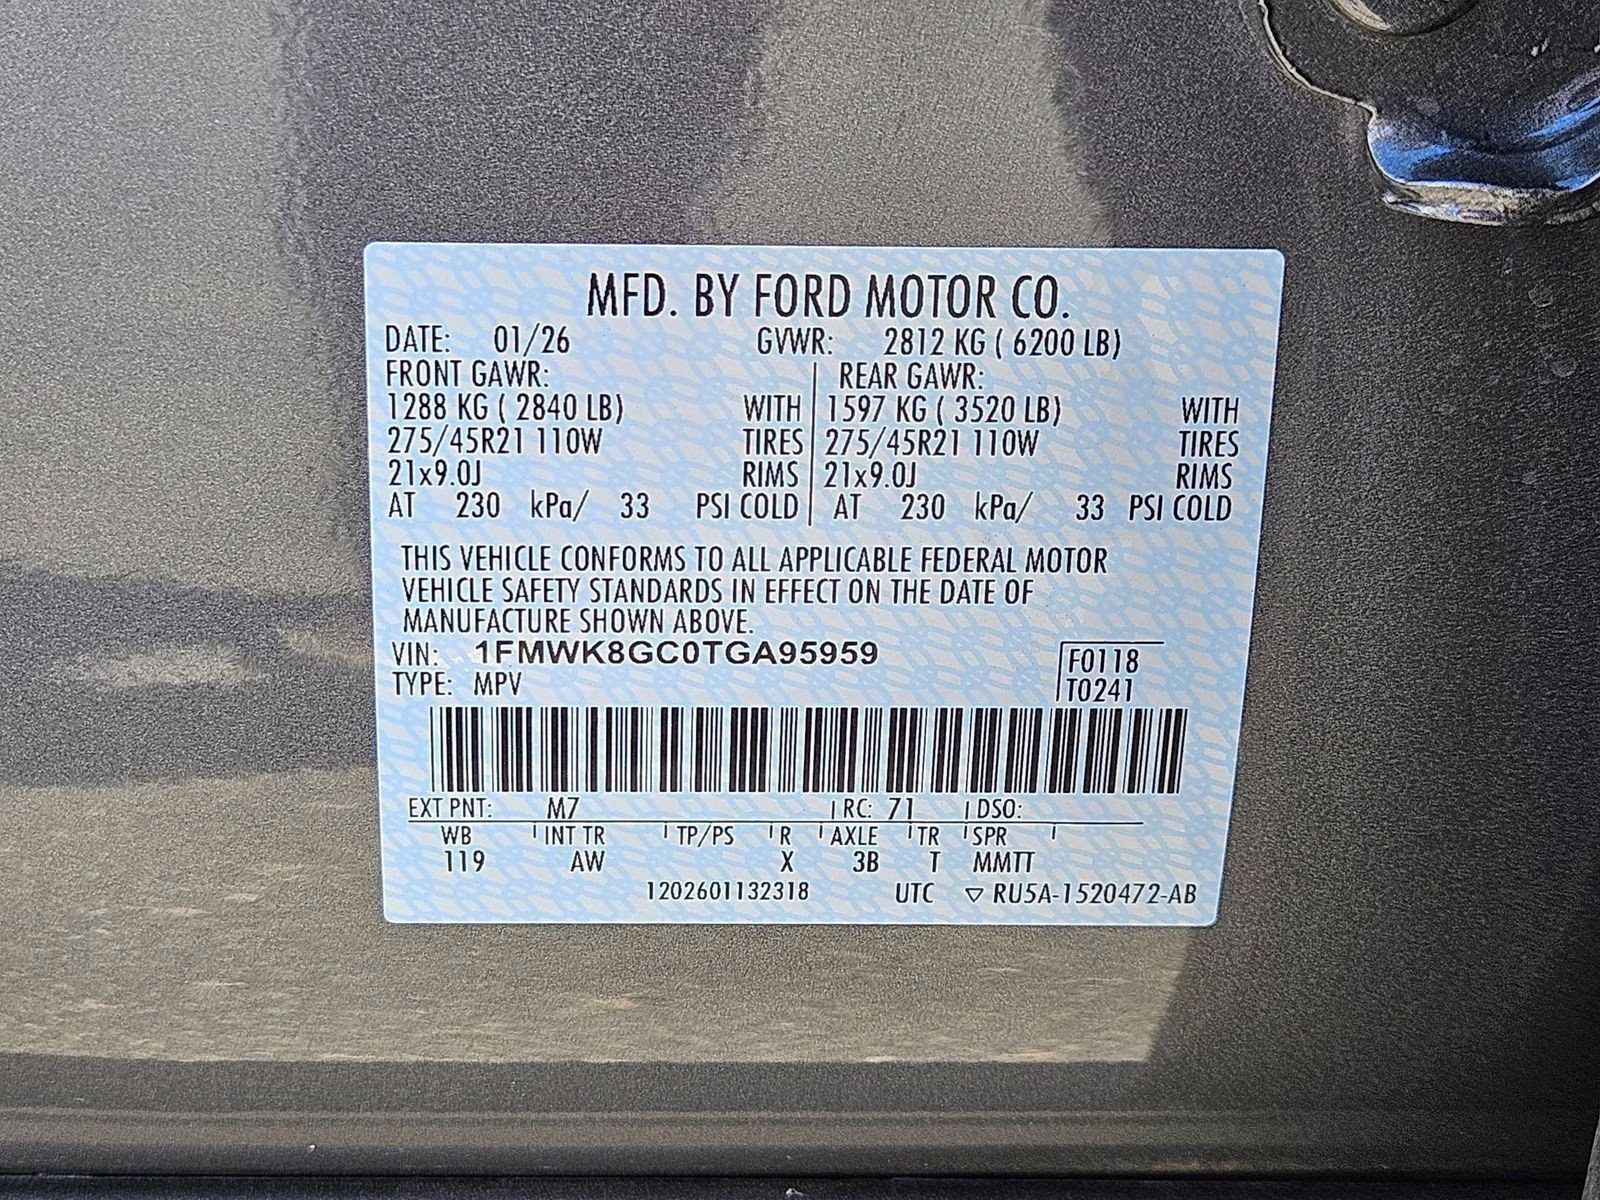 MFD. BY FORD MOTOR CO.
DATE: 01/26 GVWR: 2812 KG ( 6200 LB)
FRONT GAWR: REAR GAWR:
1288 KG ( 2840 LB) WITH 1597 KG ( 3520 LB) WITH
275/45R21 110W TIRES 275/45R21 110W TIRES
21x9.0J RIMS 21x9.0J RIMS
AT 230 kPa/ 33 PSI COLD AT 230 kPa/ 33 PSI COLD
THIS VEHICLE CONFORMS TO ALL APPLICABLE FEDERAL MOTOR
VEHICLE SAFETY STANDARDS IN EFFECT ON THE DATE OF
MANUFACTURE SHOWN ABOVE.
VIN: 1FMWK8GC0TGA95959 F0118
TYPE: MPV T0241
EXT PNT: M7 RC: 71 DSO:
WB INT TR TP/PS R AXLE TR SPR
119 AW X 3B T MMTT
1202601132318 UTC ▽ RU5A-1520472-AB